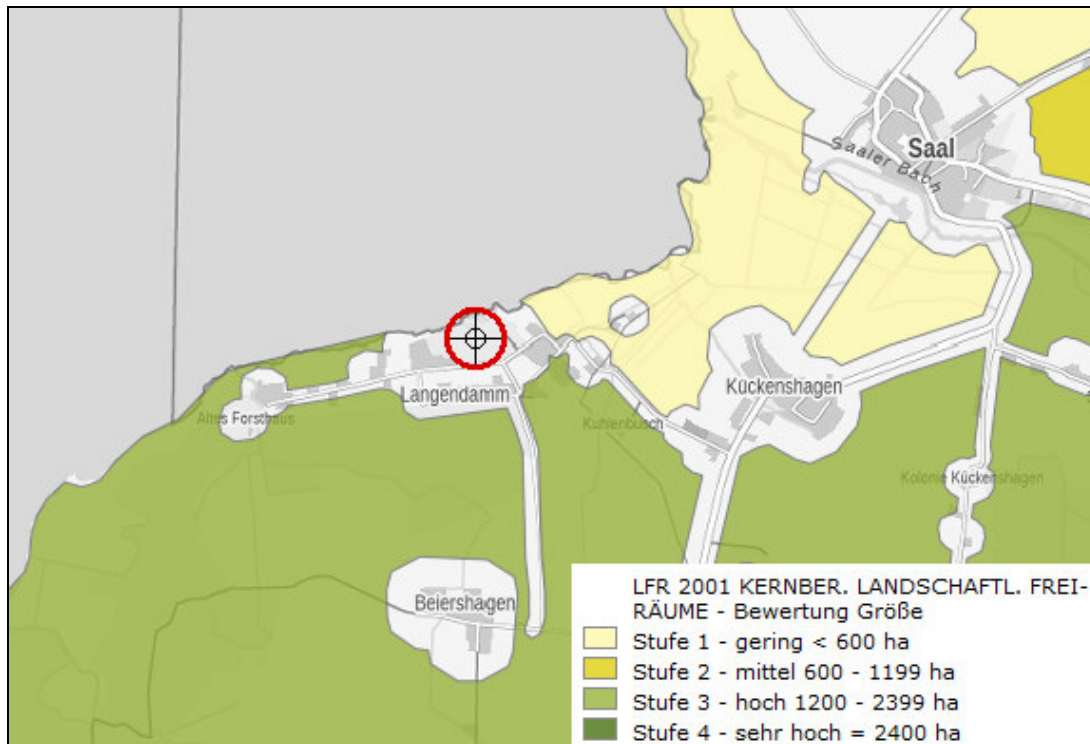 Saal
Saaler Bach
Langendamm
Kückenshagen
Altes Forsthaus
Kuhlenbusch
Kolonie Kückenshagen
Beiershagen
LFR 2001 KERNBER. LANDSCHAFTL. FREI-
RÄUME - Bewertung Größe
Stufe 1 - gering < 600 ha
Stufe 2 - mittel 600 - 1199 ha
Stufe 3 - hoch 1200 - 2399 ha
Stufe 4 - sehr hoch = 2400 ha